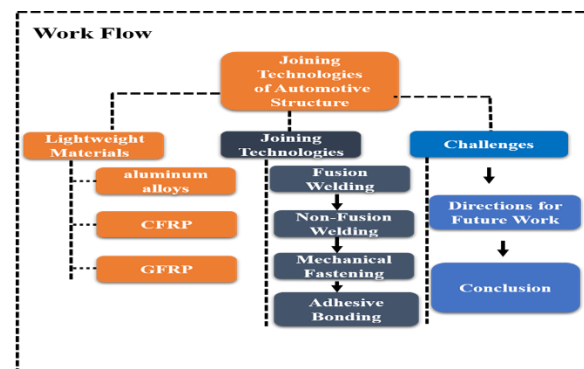 Work Flow
Joining
Technologies
of Automotive
Structure
Lightweight
Materials
aluminum
alloys
CFRP
GFRP
Joining
Technologies
Fusion
Welding
Non-Fusion
Welding
Mechanical
Fastening
Adhesive
Bonding
Challenges
Directions for
Future Work
Conclusion